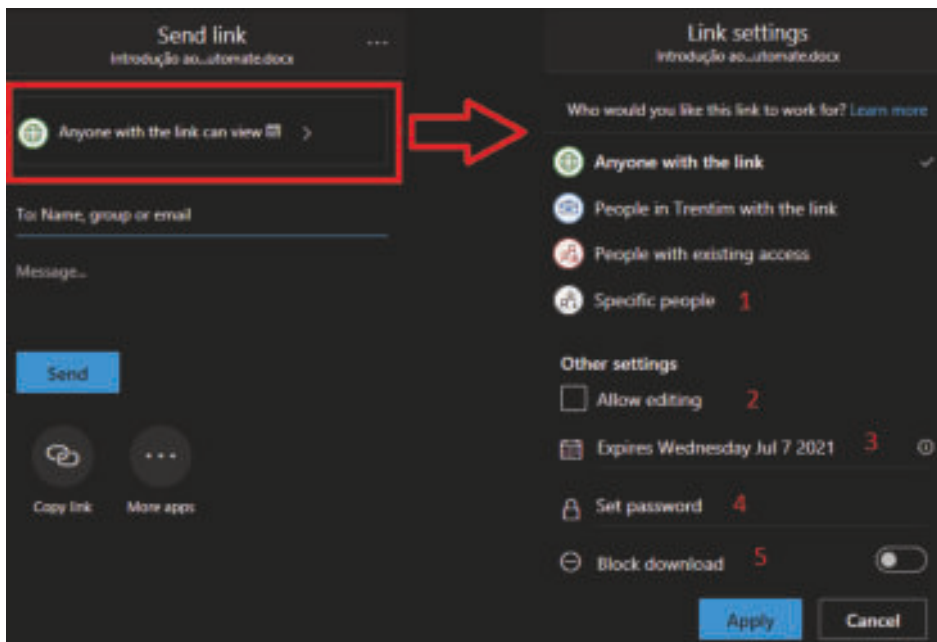 Send link
Introdução ao...utomate.docx
Anyone with the link can view
To: Name, group or email
Message...
Send
Copy link
More apps
Link settings
Introdução ao...utomate.docx
Who would you like this link to work for? Learn more
Anyone with the link
People in Trentim with the link
People with existing access
Specific people 1
Other settings
Allow editing 2
Expires Wednesday Jul 7 2021 3
Set password 4
Block download 5
Apply
Cancel